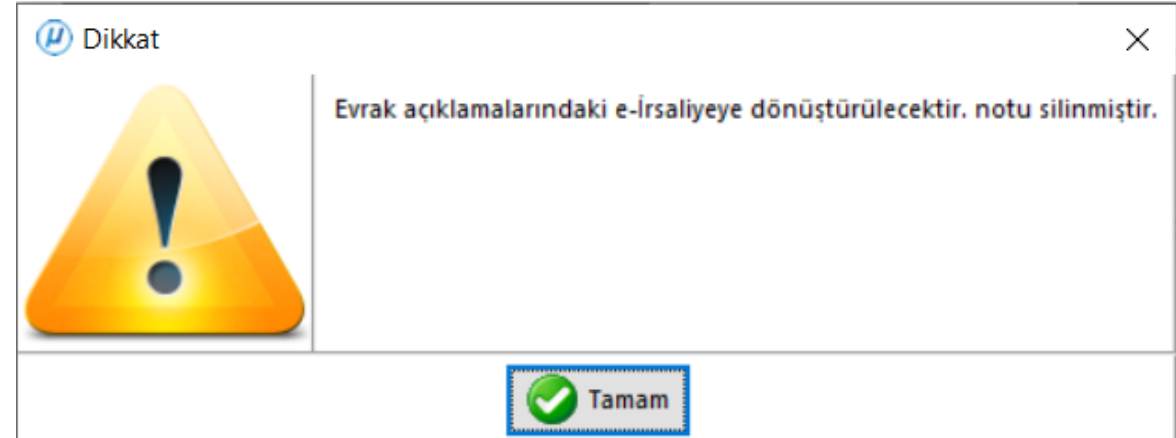 Dikkat
Evrak açıklamalarındaki e-İrsaliyeye dönüştürülecektir. notu silinmiştir.
Tamam